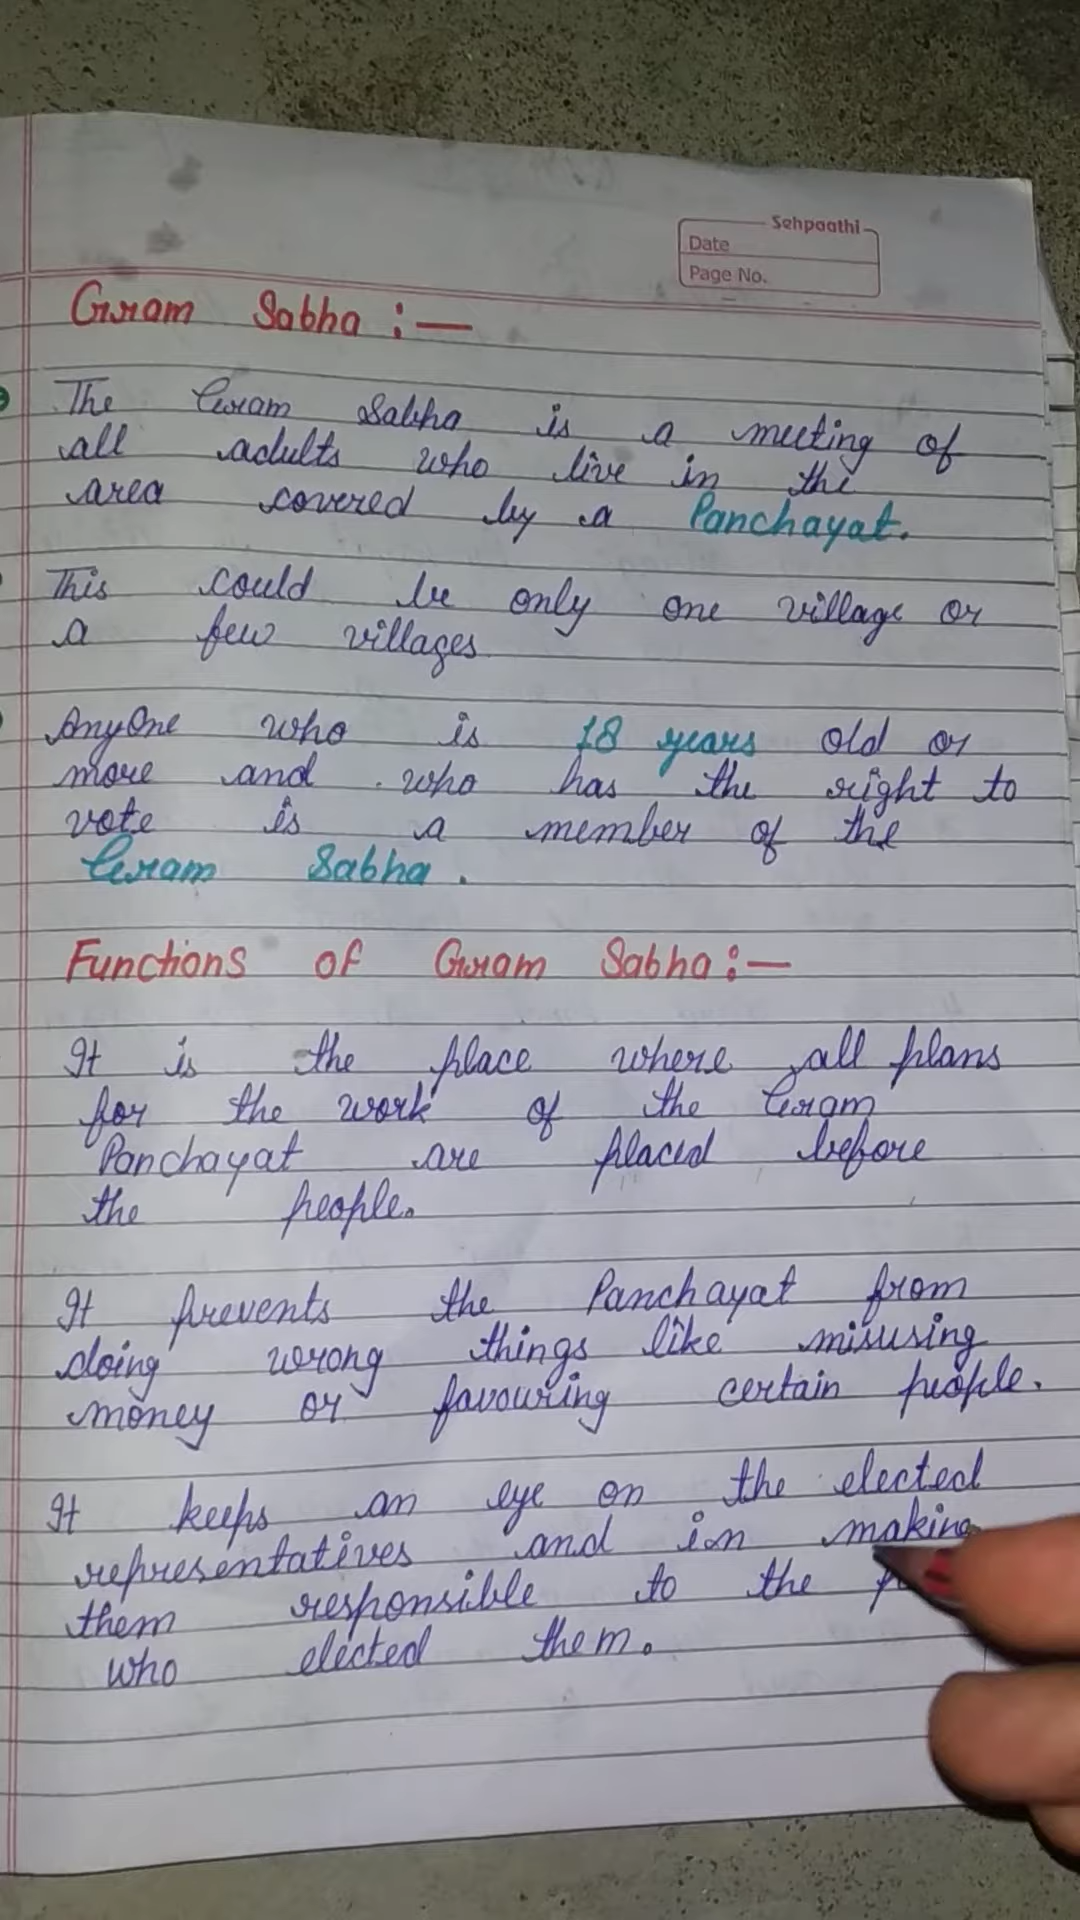 Sehpaathi
Date
Page No.
Gram Sabha :—
The Gram Sabha is a meeting of
all adults who live in the
area covered by a Panchayat.
This could be only one village or
a few villages
AnyOne who is 18 years old or
more and who has the right to
vote is a member of the
Gram Sabha.
Functions of Gram Sabha :—
It is the place where all plans
for the work of the Gram
Panchayat are placed before
the people.
It prevents the Panchayat from
doing wrong things like misusing
money or favouring certain people.
It keeps an eye on the elected
representatives and in making
them responsible to the
who elected them.